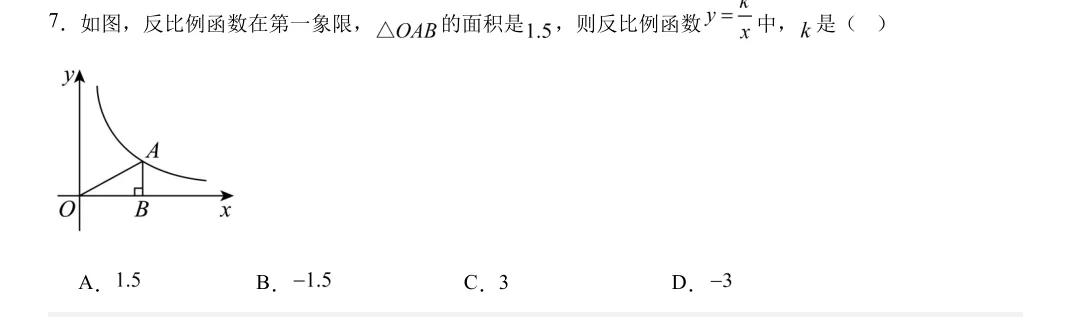 7．如图，反比例函数在第一象限，△OAB的面积是1.5，则反比例函数y=k/x中，k是（　）
y
A
O
B
x
A．1.5
B．−1.5
C．3
D．−3